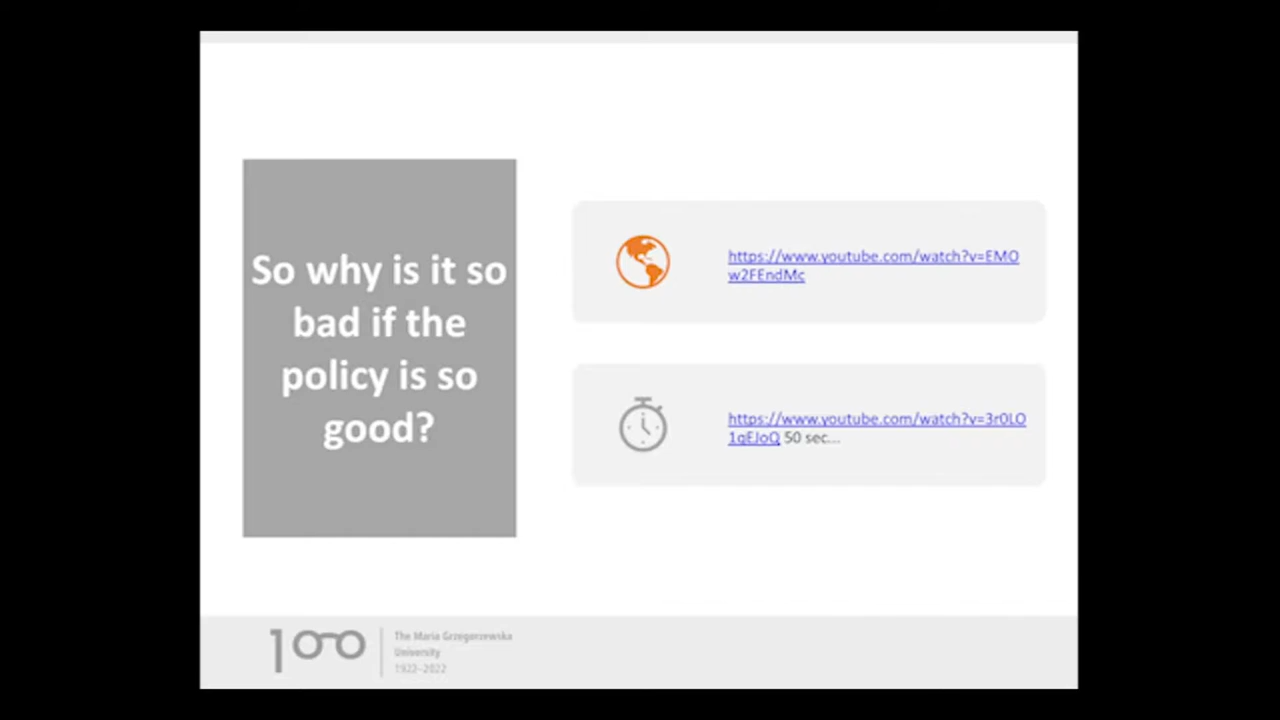 So why is it so
bad if the
policy is so
good?
https://www.youtube.com/watch?v=EMO
w2FEndMc
https://www.youtube.com/watch?v=3r0LO
1qEJoQ 50 sec...
100
The Maria Grzegorzewska
University
1922–2022